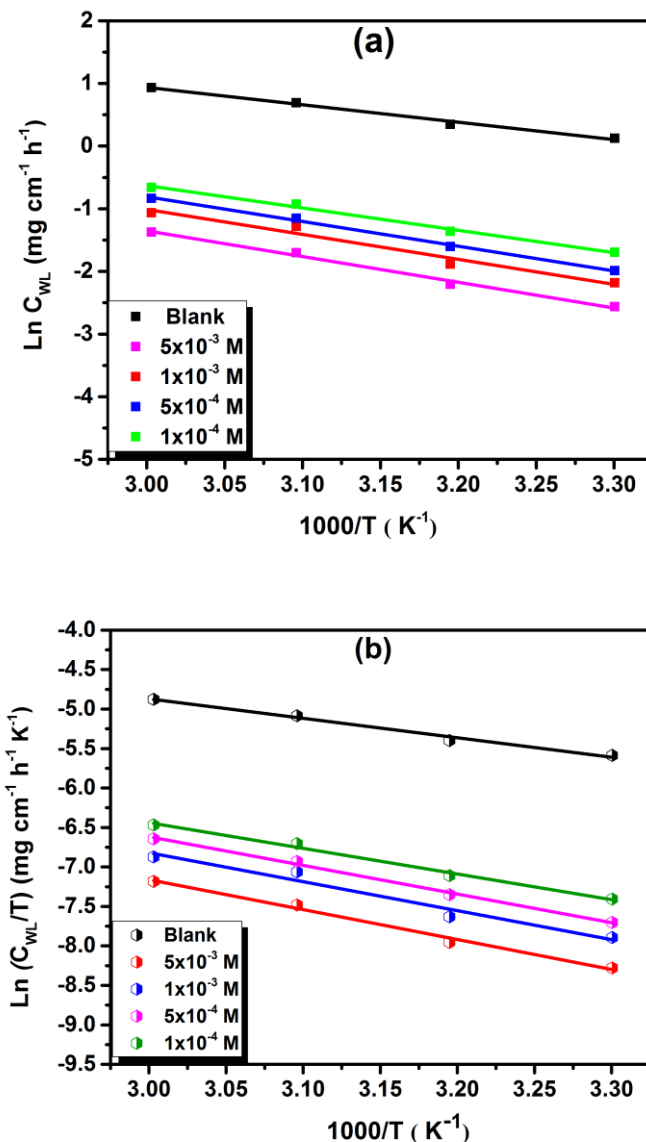 (a)
2
1
0
-1
-2
-3
-4
-5
Ln C_WL (mg cm⁻¹ h⁻¹)
Blank
5x10⁻³ M
1x10⁻³ M
5x10⁻⁴ M
1x10⁻⁴ M
3.00 3.05 3.10 3.15 3.20 3.25 3.30
1000/T ( K⁻¹)
(b)
-4.0
-4.5
-5.0
-5.5
-6.0
-6.5
-7.0
-7.5
-8.0
-8.5
-9.0
-9.5
Ln (C_WL/T) (mg cm⁻¹ h⁻¹ K⁻¹)
Blank
5x10⁻³ M
1x10⁻³ M
5x10⁻⁴ M
1x10⁻⁴ M
3.00 3.05 3.10 3.15 3.20 3.25 3.30
1000/T ( K⁻¹)